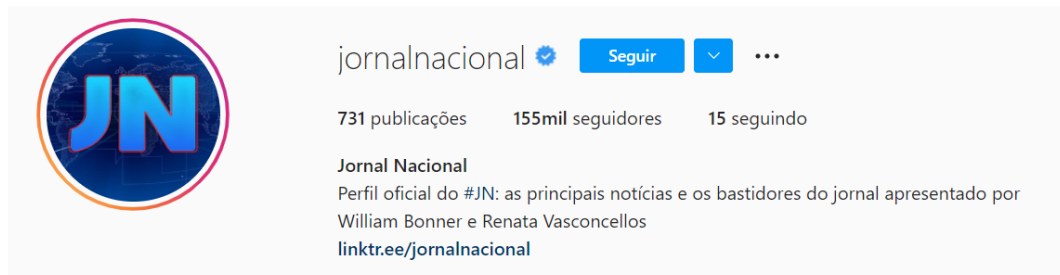 JN
jornalnacional
Seguir
731 publicações 155mil seguidores 15 seguindo
Jornal Nacional
Perfil oficial do #JN: as principais notícias e os bastidores do jornal apresentado por
William Bonner e Renata Vasconcellos
linktr.ee/jornalnacional